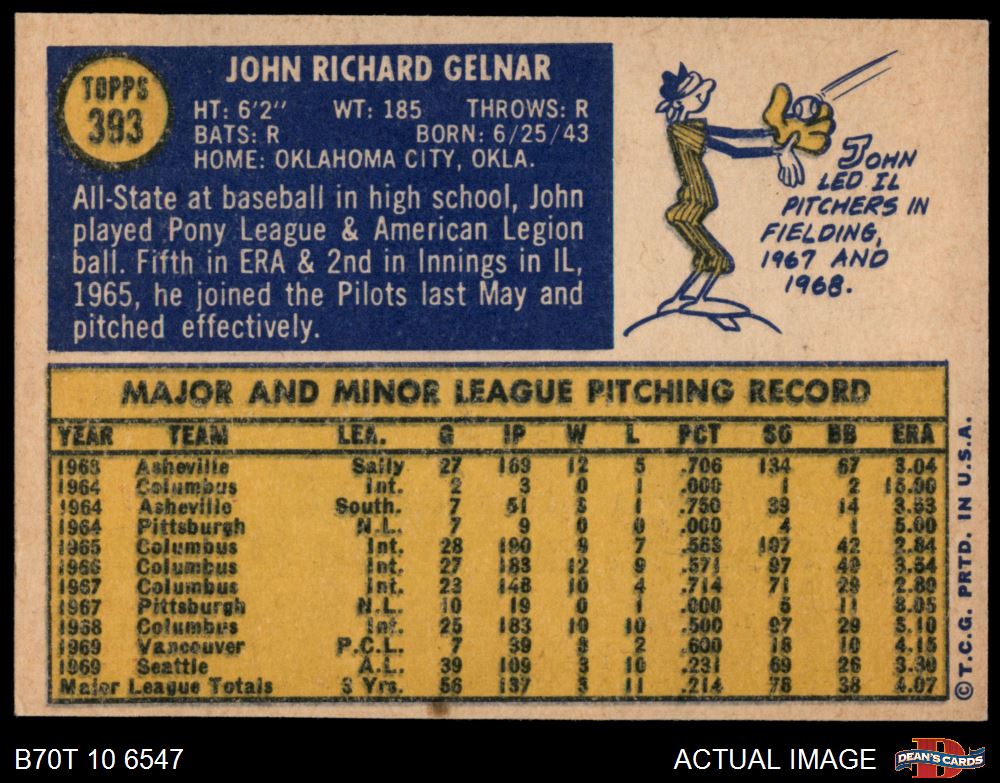 TOPPS
393
JOHN RICHARD GELNAR
HT: 6'2" WT: 185 THROWS: R
BATS: R BORN: 6/25/43
HOME: OKLAHOMA CITY, OKLA.
All-State at baseball in high school, John
played Pony League & American Legion
ball. Fifth in ERA & 2nd in Innings in IL,
1965, he joined the Pilots last May and
pitched effectively.
JOHN
LED IL
PITCHERS IN
FIELDING,
1967 AND
1968.
MAJOR AND MINOR LEAGUE PITCHING RECORD
YEAR TEAM LEA. G IP W L PCT SO BB ERA
1963 Asheville Sally 27 169 12 5 .706 134 67 3.04
1964 Columbus Int. 2 3 0 1 .000 1 2 15.00
1964 Asheville South. 7 51 3 1 .750 39 14 3.53
1964 Pittsburgh N.L. 7 9 0 0 .000 4 1 5.00
1965 Columbus Int. 28 190 9 7 .563 107 42 2.84
1966 Columbus Int. 27 183 12 9 .571 97 3.54
1967 Columbus Int. 23 148 10 4 .714 71 29 2.80
1967 Pittsburgh N.L. 10 19 0 1 .000 5 11 8.05
1968 Columbus Int. 25 183 10 10 .500 97 29 5.10
1969 Vancouver P.C.L. 7 39 3 2 .600 10 4.15
1969 Seattle A.L. 39 109 3 10 .231 69 26 3.30
Major League Totals 3 Yrs. 56 137 3 11 .214 78 38 4.07
© T.C.G. PRTD. IN U.S.A.
B70T 10 6547
ACTUAL IMAGE
D
DEAN'S CARDS